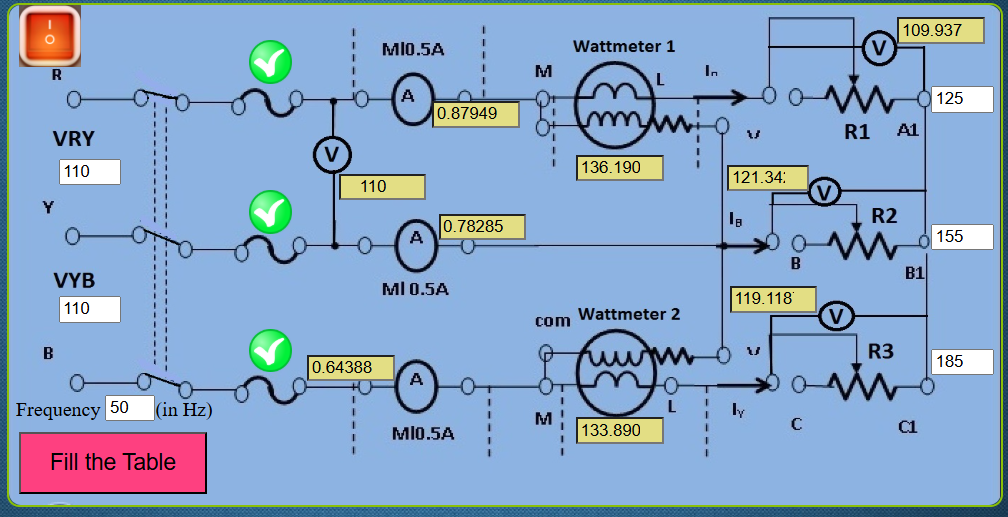 I
O
MI0.5A
Wattmeter 1
109.937
V
R
M
L
A
0.87949
125
R1
A1
VRY
110
V
136.190
110
121.34
V
Y
0.78285
A
I_B
R2
155
B
B1
VYB
MI 0.5A
110
119.118
com
Wattmeter 2
V
B
0.64388
A
R3
185
Frequency 50 (in Hz)
M
L
I_Y
C
C1
MI0.5A
133.890
Fill the Table